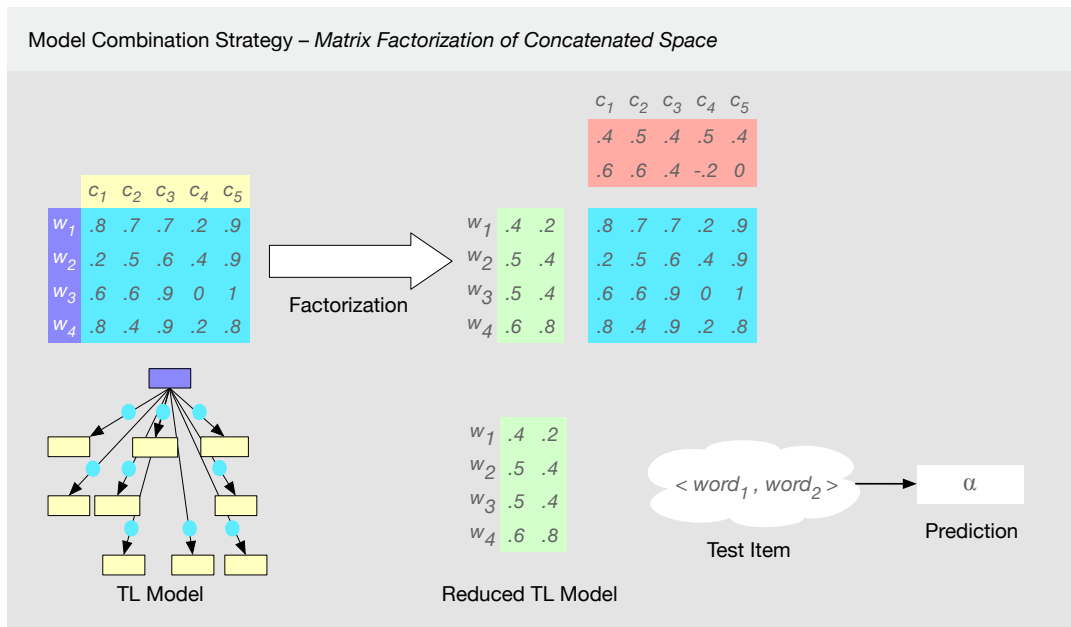 Model Combination Strategy – Matrix Factorization of Concatenated Space
c1 c2 c3 c4 c5
.4 .5 .4 .5 .4
.6 .6 .4 -.2 0
c1 c2 c3 c4 c5
w1 .8 .7 .7 .2 .9
w2 .2 .5 .6 .4 .9
w3 .6 .6 .9 0 1
w4 .8 .4 .9 .2 .8
Factorization
w1 .4 .2
w2 .5 .4
w3 .5 .4
w4 .6 .8
.8 .7 .7 .2 .9
.2 .5 .6 .4 .9
.6 .6 .9 0 1
.8 .4 .9 .2 .8
TL Model
w1 .4 .2
w2 .5 .4
w3 .5 .4
w4 .6 .8
Reduced TL Model
< word1 , word2 >
Test Item
α
Prediction